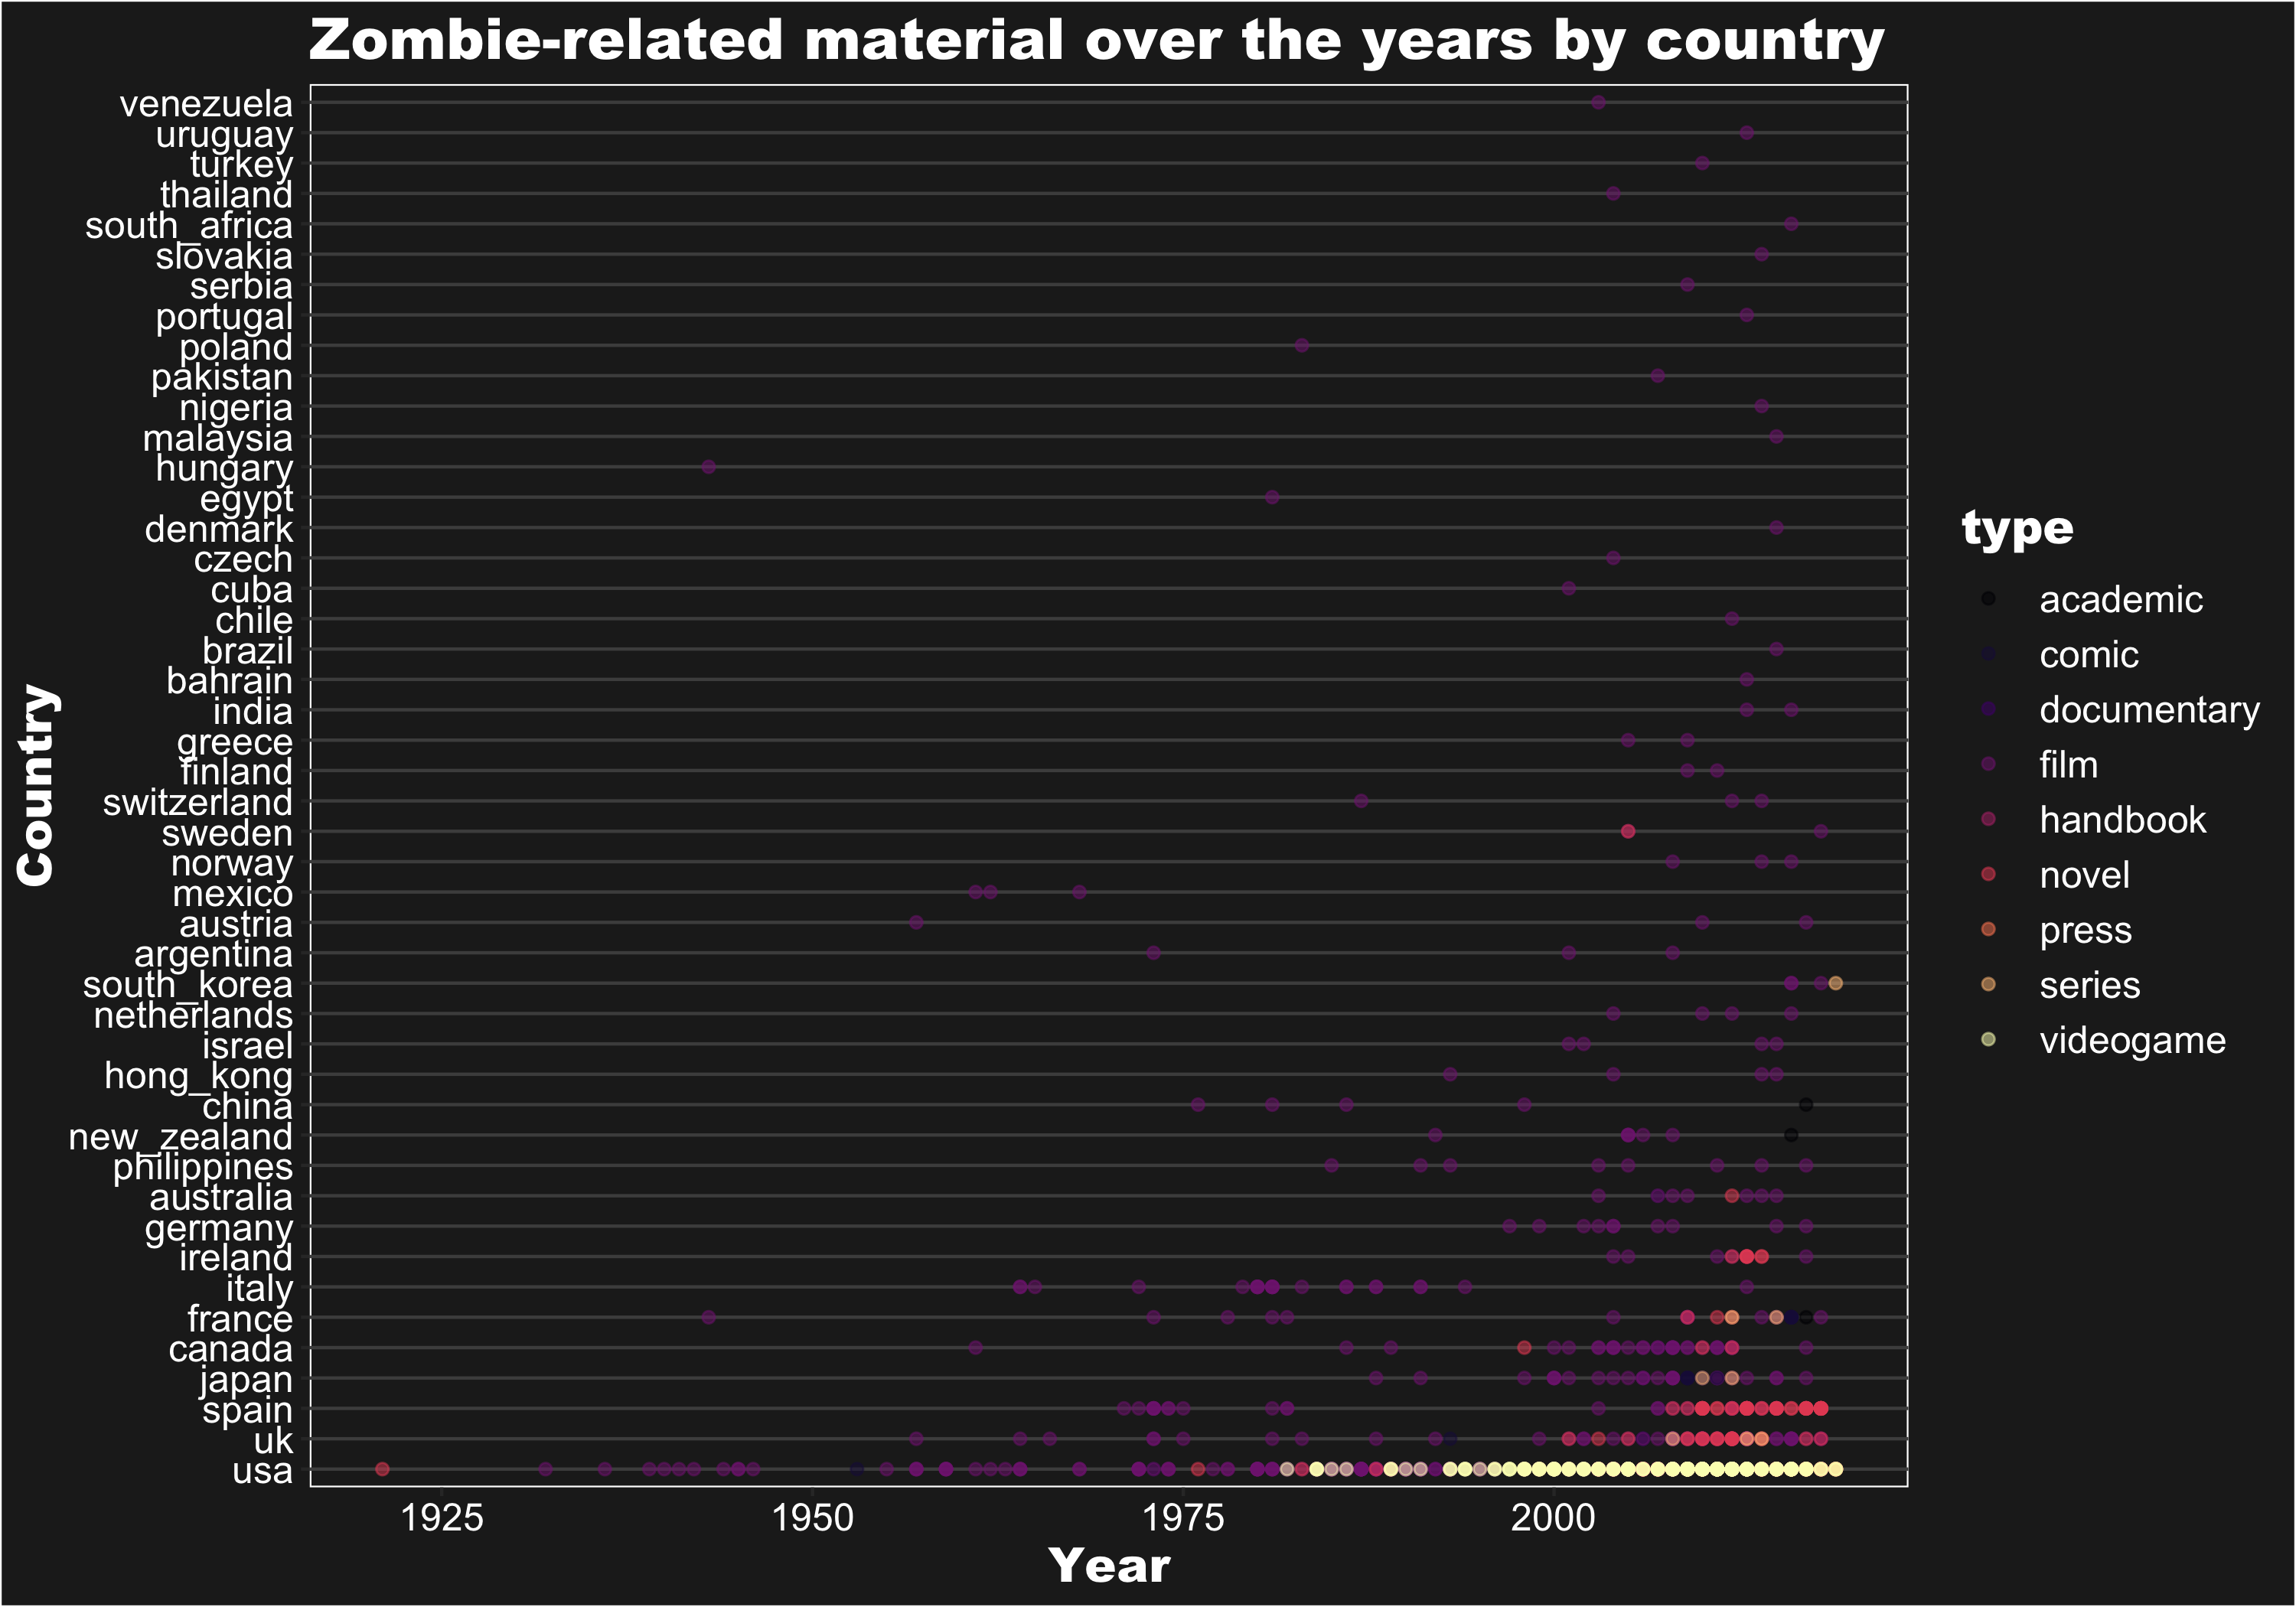 Zombie-related material over the years by country
venezuela
uruguay
turkey
thailand
south_africa
slovakia
serbia
portugal
poland
pakistan
nigeria
malaysia
hungary
egypt
denmark
czech
cuba
chile
brazil
bahrain
india
greece
finland
switzerland
sweden
norway
mexico
austria
argentina
south_korea
netherlands
israel
hong_kong
china
new_zealand
philippines
australia
germany
ireland
italy
france
canada
japan
spain
uk
usa
Country
1925 1950 1975 2000
Year
type
academic
comic
documentary
film
handbook
novel
press
series
videogame